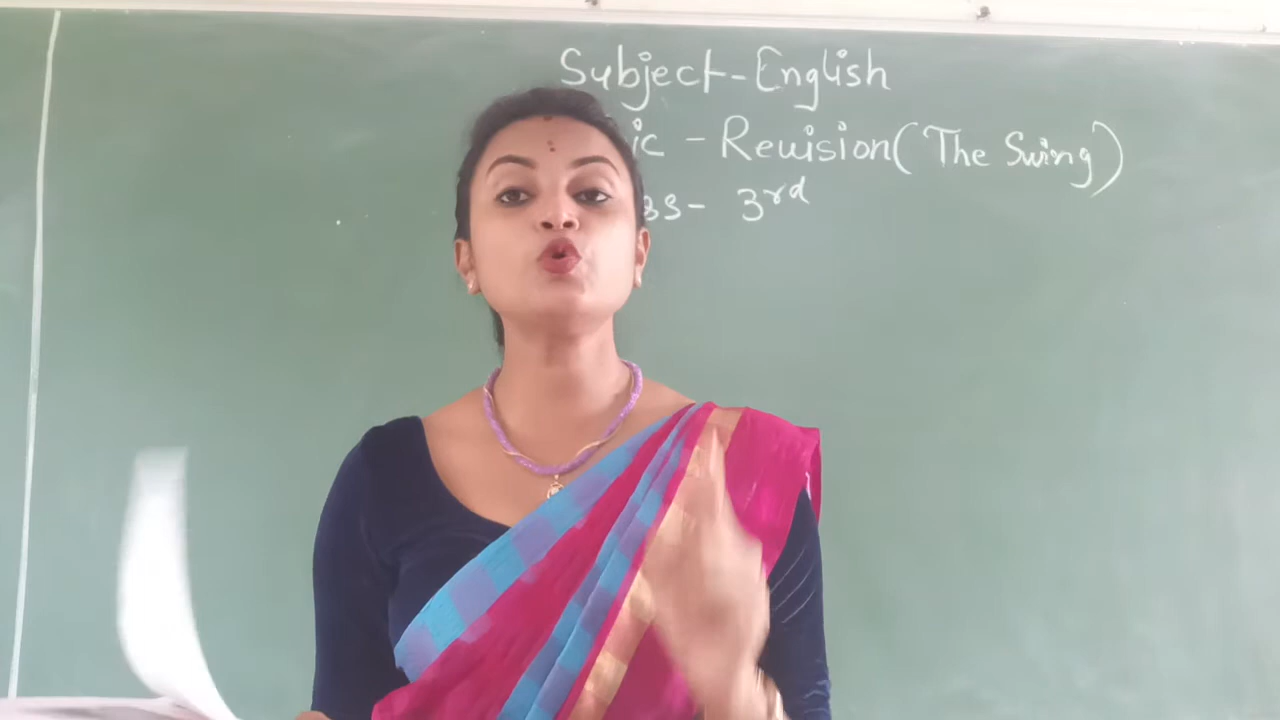 Subject-English
ic - Revision (The Swing)
ss- 3rd